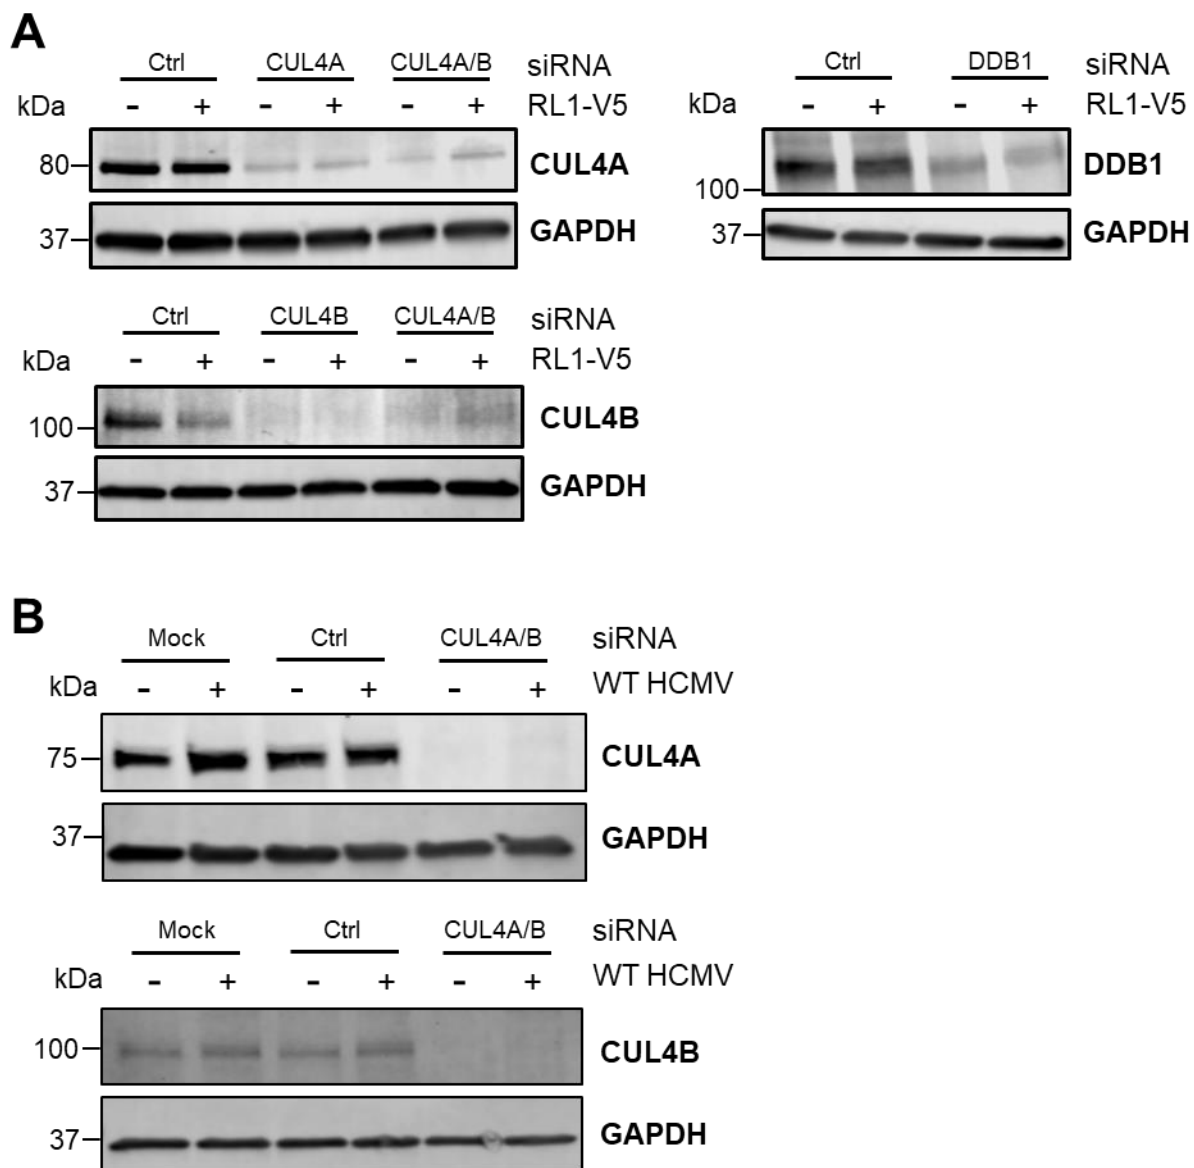 A
Ctrl CUL4A CUL4A/B siRNA
kDa - + - + - + RL1-V5
80 CUL4A
37 GAPDH
Ctrl DDB1 siRNA
kDa - + - + RL1-V5
100 DDB1
37 GAPDH
Ctrl CUL4B CUL4A/B siRNA
kDa - + - + - + RL1-V5
100 CUL4B
37 GAPDH
B
Mock Ctrl CUL4A/B siRNA
kDa - + - + - + WT HCMV
75 CUL4A
37 GAPDH
Mock Ctrl CUL4A/B siRNA
kDa - + - + - + WT HCMV
100 CUL4B
37 GAPDH